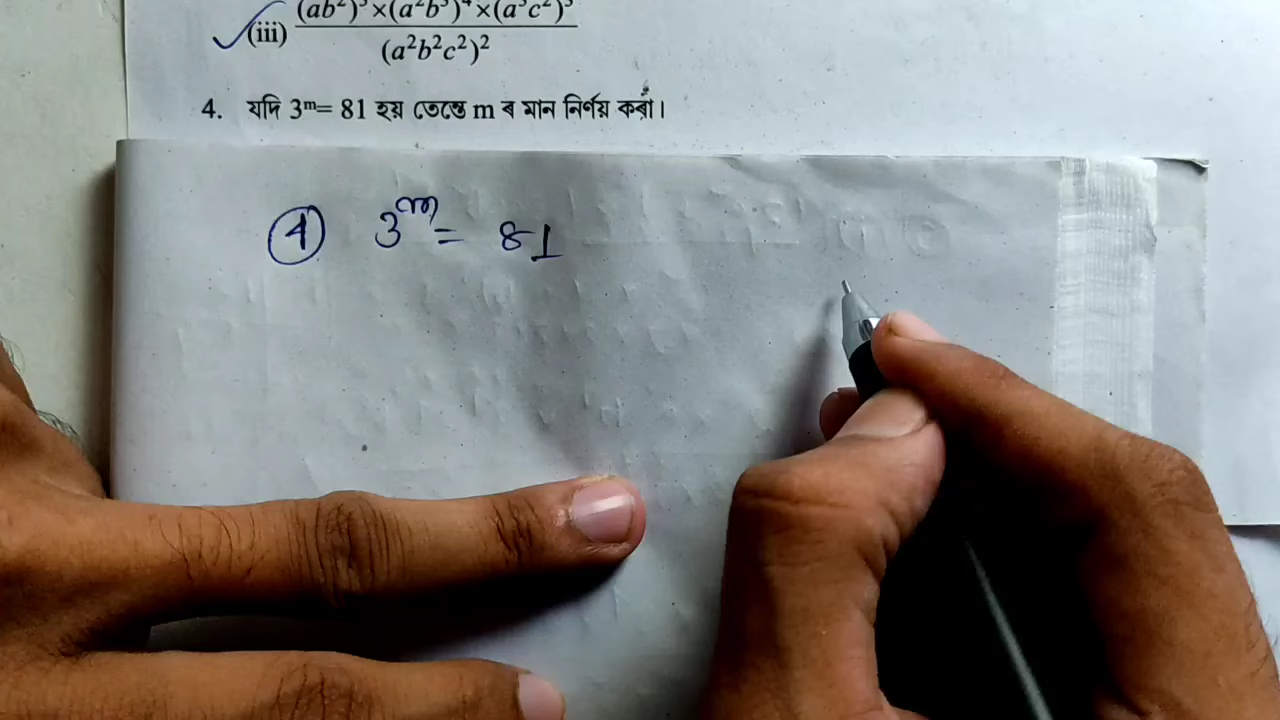 (iii) (ab²)³×(a²b³)⁴×(a³c²)³
(a²b²c²)²
4. যদি 3ᵐ= 81 হয় তেন্তে m ৰ মান নিৰ্ণয় কৰা।
④ 3ᵐ= 81